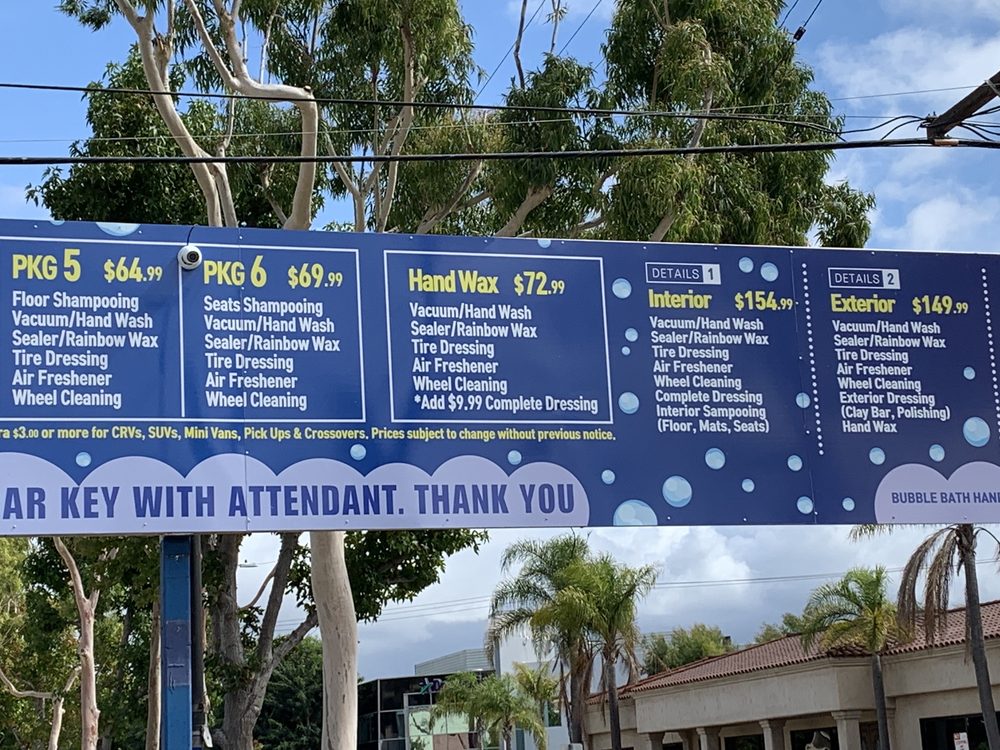 PKG 5 $64.99
Floor Shampooing
Vacuum/Hand Wash
Sealer/Rainbow Wax
Tire Dressing
Air Freshener
Wheel Cleaning
PKG 6 $69.99
Seats Shampooing
Vacuum/Hand Wash
Sealer/Rainbow Wax
Tire Dressing
Air Freshener
Wheel Cleaning
Hand Wax $72.99
Vacuum/Hand Wash
Sealer/Rainbow Wax
Tire Dressing
Air Freshener
Wheel Cleaning
*Add $9.99 Complete Dressing
DETAILS 1
Interior $154.99
Vacuum/Hand Wash
Sealer/Rainbow Wax
Tire Dressing
Air Freshener
Wheel Cleaning
Complete Dressing
Interior Sampooing
(Floor, Mats, Seats)
DETAILS 2
Exterior $149.99
Vacuum/Hand Wash
Sealer/Rainbow Wax
Tire Dressing
Air Freshener
Wheel Cleaning
Exterior Dressing
(Clay Bar, Polishing)
Hand Wax
ra $3.00 or more for CRVs, SUVs, Mini Vans, Pick Ups & Crossovers. Prices subject to change without previous notice.
AR KEY WITH ATTENDANT. THANK YOU
BUBBLE BATH HAN